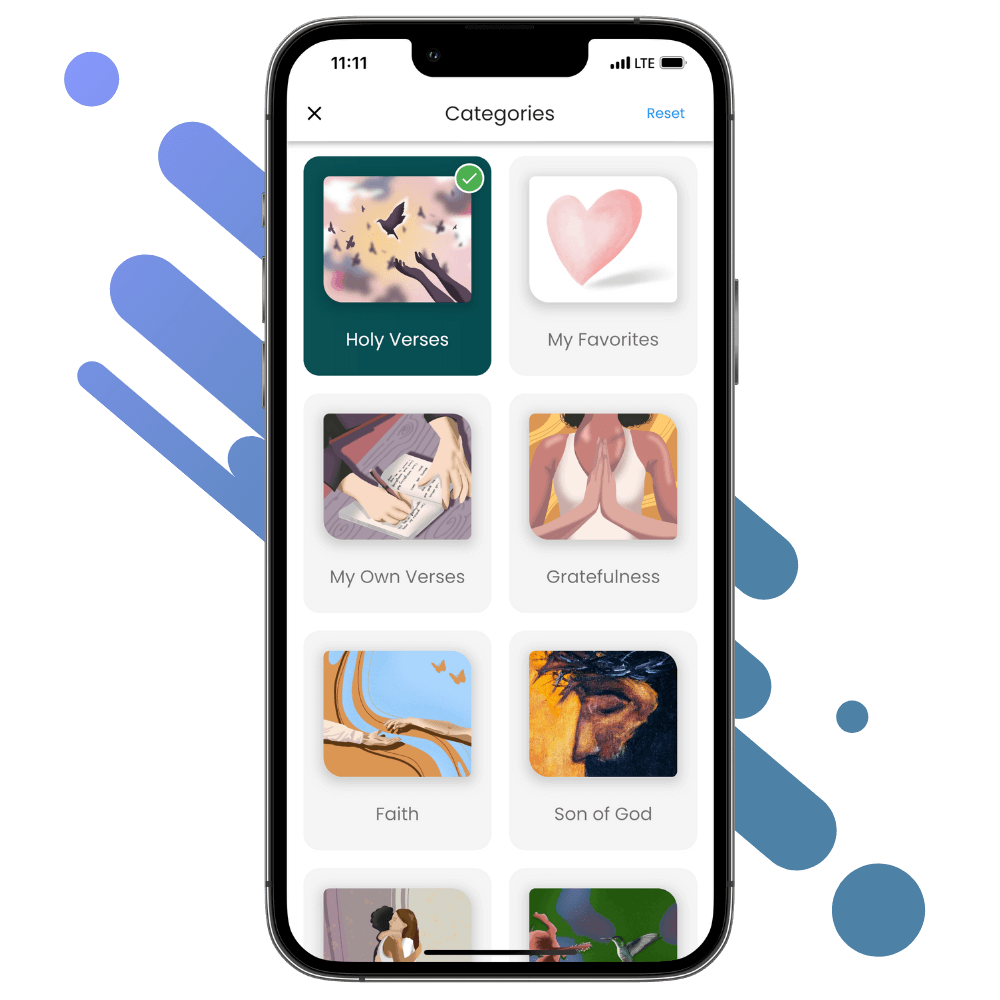 11:11 LTE
Categories Reset
Holy Verses My Favorites
My Own Verses Gratefulness
Faith Son of God